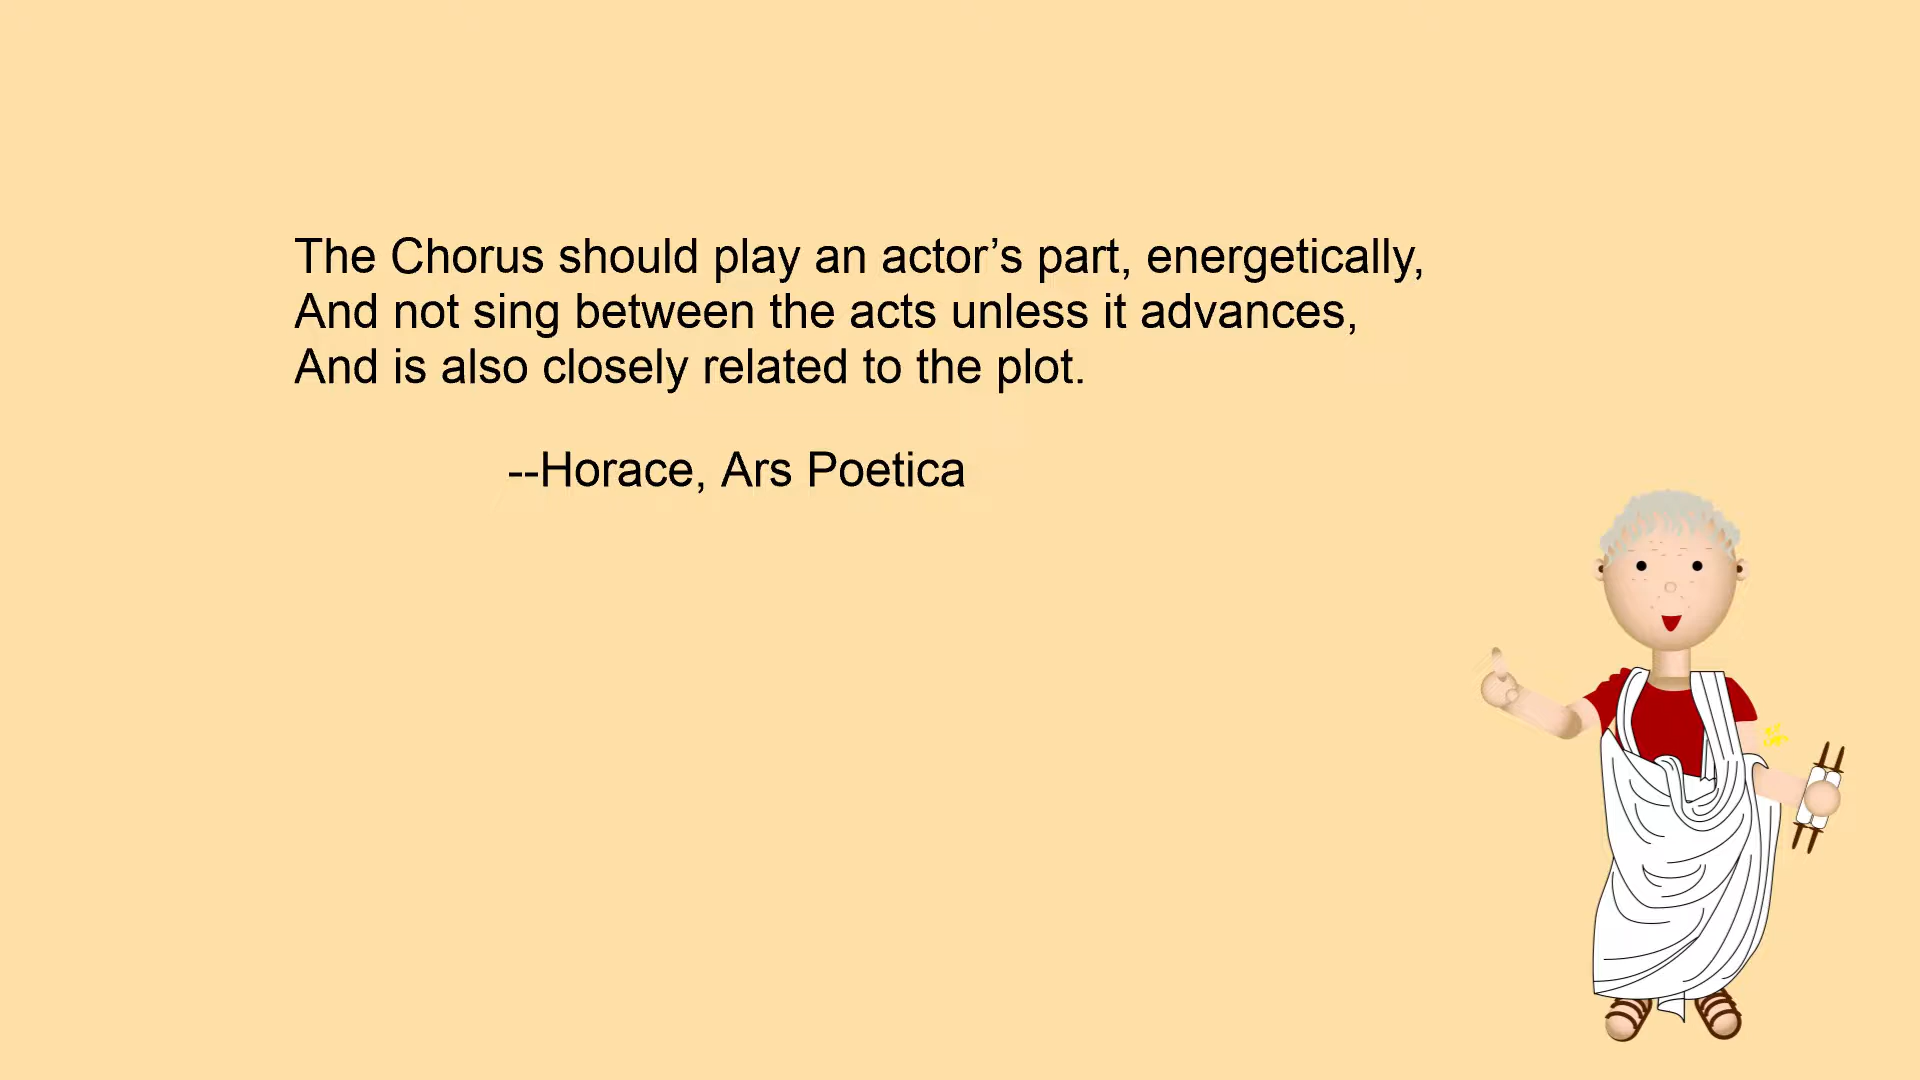 The Chorus should play an actor’s part, energetically,
And not sing between the acts unless it advances,
And is also closely related to the plot.
--Horace, Ars Poetica